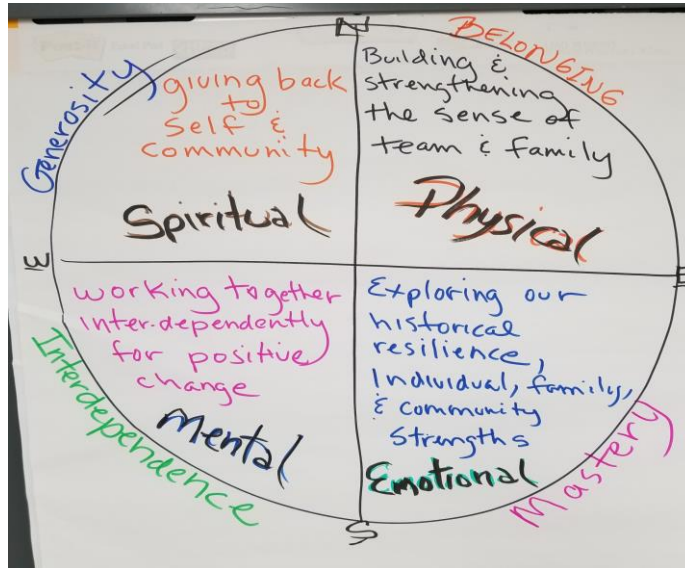 N
BELONGING
Generosity
giving back
to
self &
community
Spiritual
Building &
strengthening
the sense of
team & family
Physical
W
E
working together
inter-dependently
for positive
change
Mental
Interdependence
Exploring our
historical
resilience,
Individual, family,
& community
Strengths
Emotional
Mastery
S